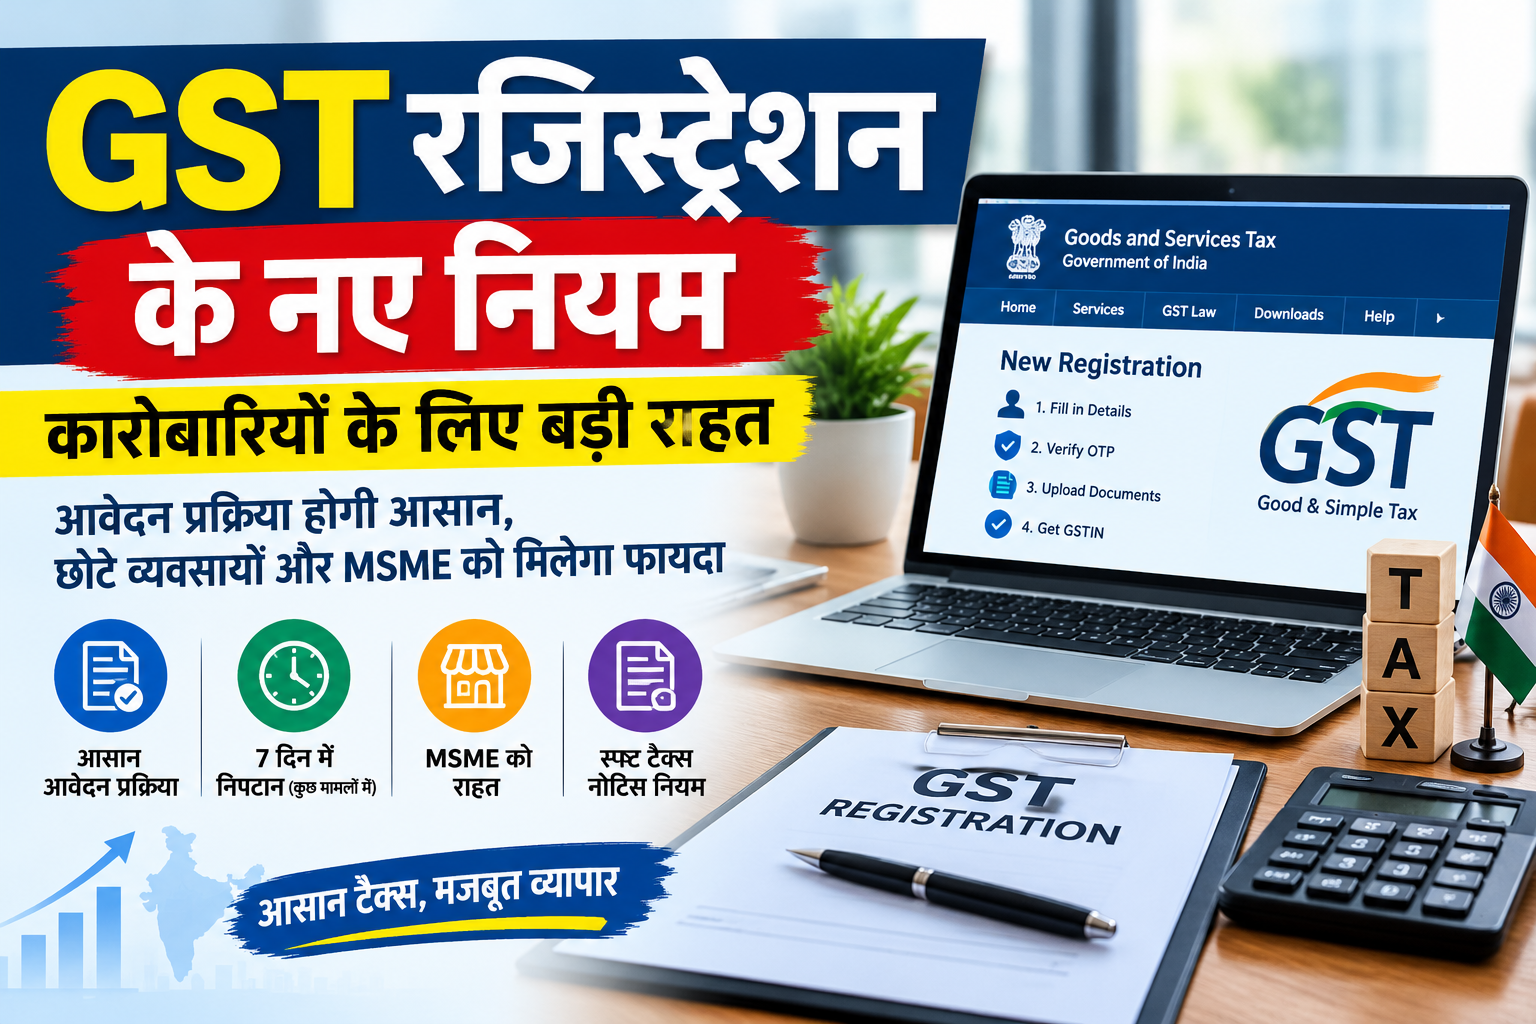 GST रजिस्ट्रेशन
के नए नियम
कारोबारियों के लिए बड़ी राहत
आवेदन प्रक्रिया होगी आसान,
छोटे व्यवसायों और MSME को मिलेगा फायदा
आसान
आवेदन प्रक्रिया
7 दिन में
निपटान (कुछ मामलों में)
MSME को
राहत
स्फट टैक्स
नोटिस नियम
आसान टैक्स, मजबूत व्यापार
Goods and Services Tax
Government of India
Home Services GST Law Downloads Help
New Registration
1. Fill in Details
2. Verify OTP
3. Upload Documents
4. Get GSTIN
GST
Good & Simple Tax
T
A
X
GST
REGISTRATION